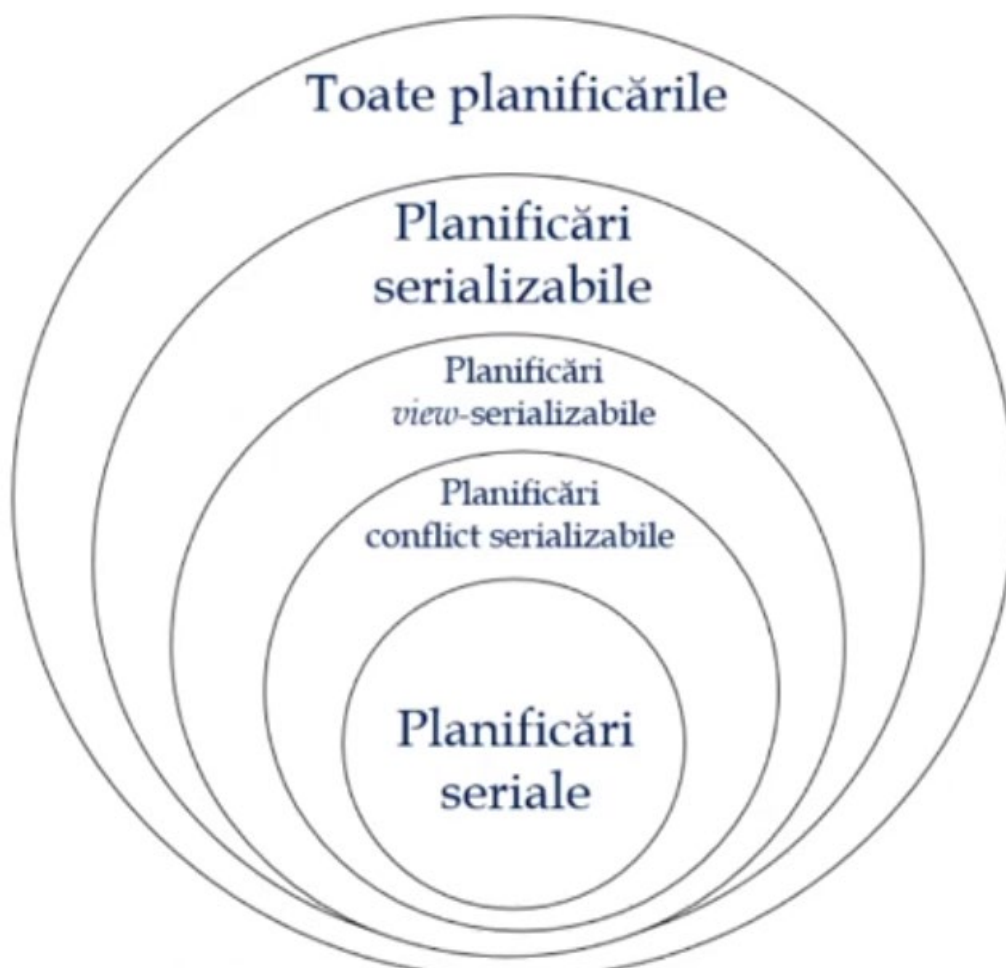 Toate planificările
Planificări
serializabile
Planificări
view-serializabile
Planificări
conflict serializabile
Planificări
seriale